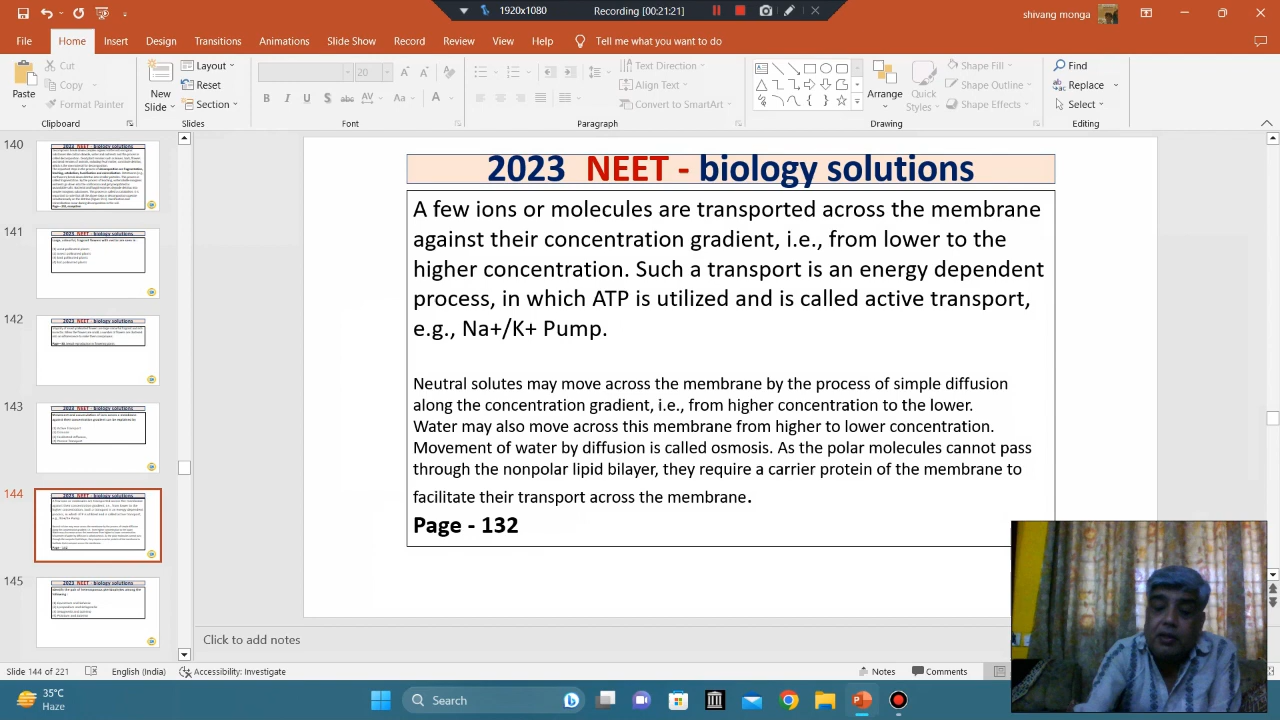 1920x1080
Recording [00:21:21]
shivang monga
File Home Insert Design Transitions Animations Slide Show Record Review View Help Tell me what you want to do
Paste
Cut
Copy
Format Painter
Clipboard
New Slide
Layout
Reset
Section
Slides
20
Font
Text Direction
Align Text
Convert to SmartArt
Paragraph
Arrange
Quick Styles
Shape Fill
Shape Outline
Shape Effects
Drawing
Find
Replace
Select
Editing
140
141
142
143
144
145
2023 NEET - biology solutions
A few ions or molecules are transported across the membrane
against their concentration gradient, i.e., from lower to the
higher concentration. Such a transport is an energy dependent
process, in which ATP is utilized and is called active transport,
e.g., Na+/K+ Pump.
Neutral solutes may move across the membrane by the process of simple diffusion
along the concentration gradient, i.e., from higher concentration to the lower.
Water may also move across this membrane from higher to lower concentration.
Movement of water by diffusion is called osmosis. As the polar molecules cannot pass
through the nonpolar lipid bilayer, they require a carrier protein of the membrane to
facilitate their transport across the membrane.
Page - 132
Click to add notes
Slide 144 of 221 English (India) Accessibility: Investigate Notes Comments
35°C
Haze
Search